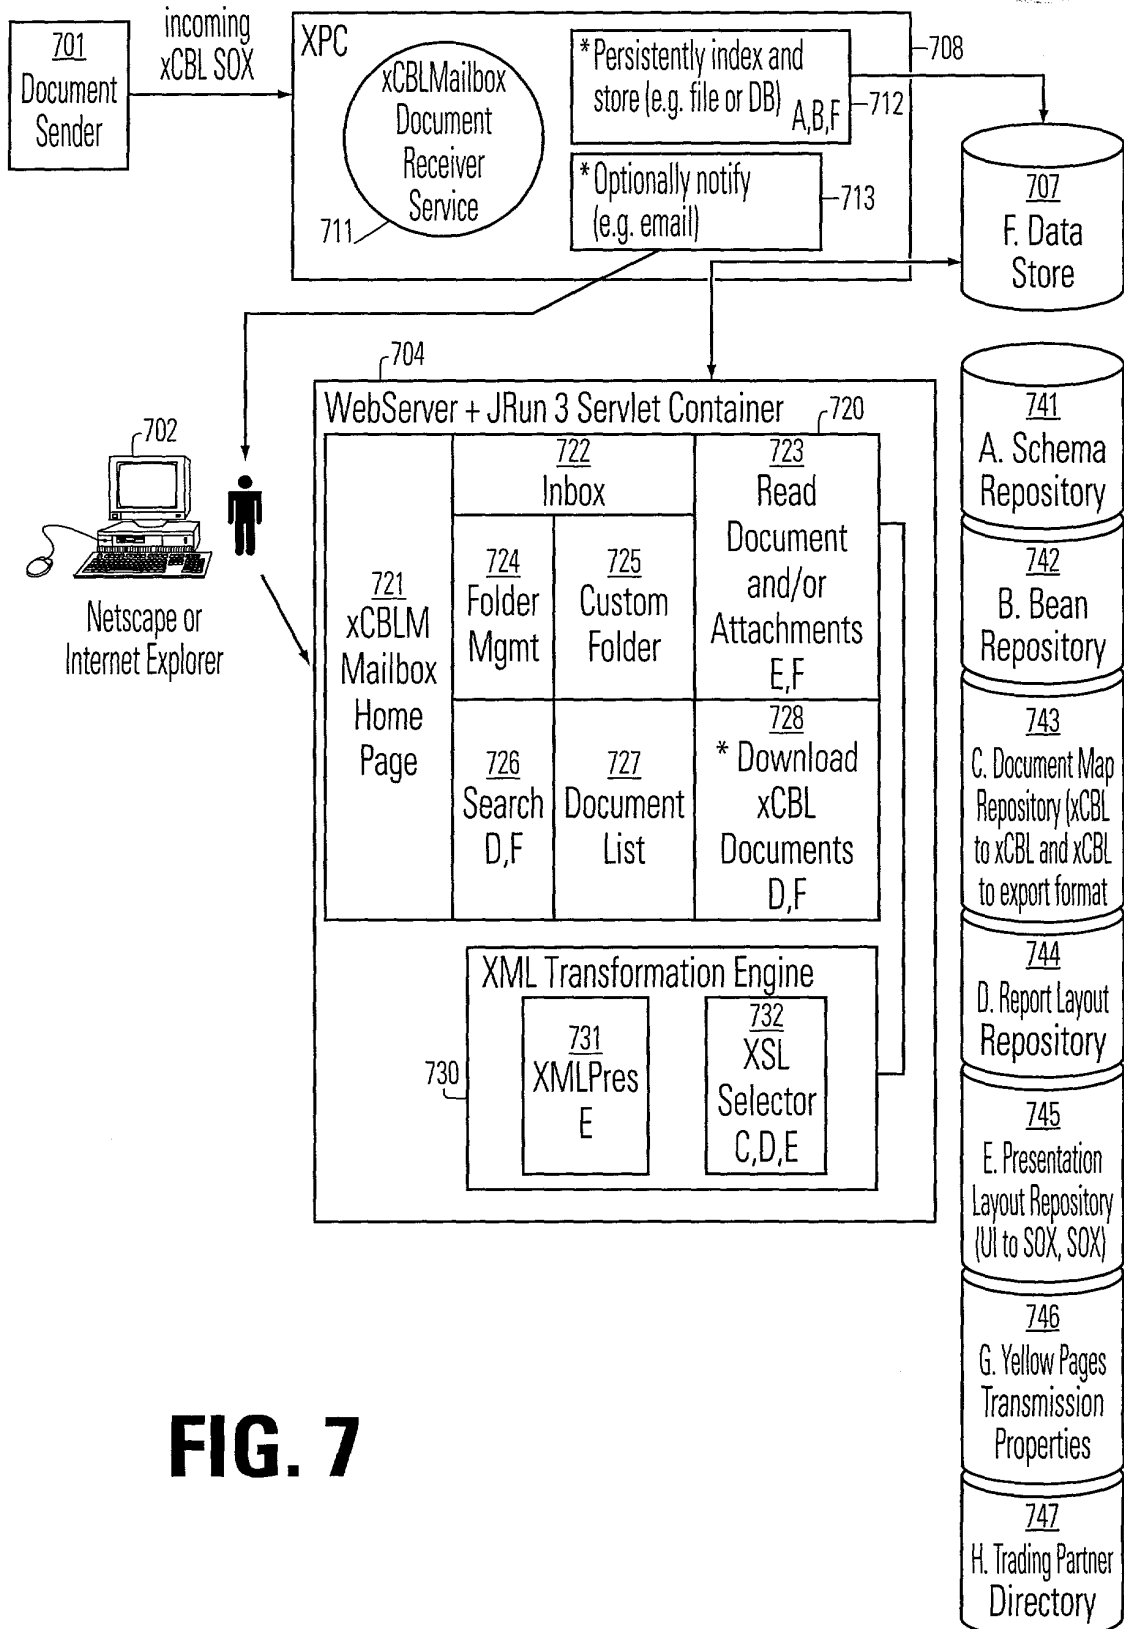 701
Document
Sender
incoming
xCBL SOX
XPC
xCBLMailbox
Document
Receiver
Service
711
* Persistently index and
store (e.g. file or DB)
A,B,F
712
708
* Optionally notify
(e.g. email)
713
707
F. Data
Store
702
Netscape or
Internet Explorer
704
WebServer + JRun 3 Servlet Container
720
721
xCBLM
Mailbox
Home
Page
722
Inbox
723
Read
Document
and/or
Attachments
E,F
724
Folder
Mgmt
725
Custom
Folder
726
Search
D,F
727
Document
List
728
* Download
xCBL
Documents
D,F
XML Transformation Engine
730
731
XMLPres
E
732
XSL
Selector
C,D,E
741
A. Schema
Repository
742
B. Bean
Repository
743
C. Document Map
Repository (xCBL
to xCBL and xCBL
to export format
744
D. Report Layout
Repository
745
E. Presentation
Layout Repository
(UI to SOX, SOX)
746
G. Yellow Pages
Transmission
Properties
747
H. Trading Partner
Directory
FIG. 7